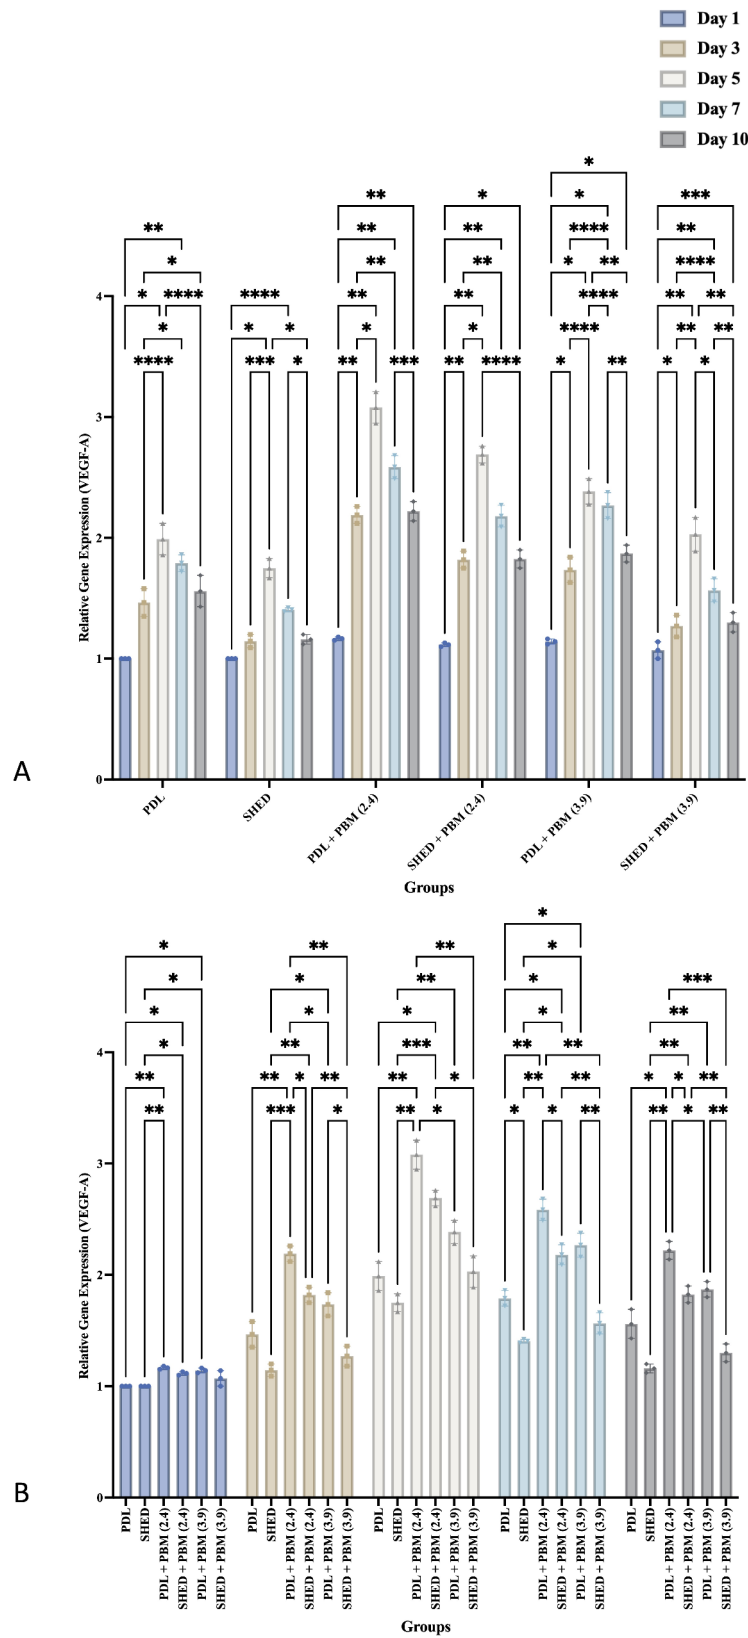 Day 1
Day 3
Day 5
Day 7
Day 10
*
** * ** * ***
** ** ** **** **
* ** ** * ** ****
* **** **** ** ** **** ** **
* * * * * **** ** **
**** *** * ** *** ** **** * ** * *
4
3
2
1
0
Relative Gene Expression (VEGF-A)
A
PDL
SHED
PDL + PBM (2.4)
SHED + PBM (2.4)
PDL + PBM (3.9)
SHED + PBM (3.9)
Groups
*
* ** ** *
* * ** * ***
* * * * **
* ** *** ** ** **
** ** * ** ** * ** ** * * **
** *** * ** * * * ** ** * **
4
3
2
1
0
Relative Gene Expression (VEGF-A)
B
PDL
SHED
PDL + PBM (2.4)
SHED + PBM (2.4)
PDL + PBM (3.9)
SHED + PBM (3.9)
PDL
SHED
PDL + PBM (2.4)
SHED + PBM (2.4)
PDL + PBM (3.9)
SHED + PBM (3.9)
PDL
SHED
PDL + PBM (2.4)
SHED + PBM (2.4)
PDL + PBM (3.9)
SHED + PBM (3.9)
PDL
SHED
PDL + PBM (2.4)
SHED + PBM (2.4)
PDL + PBM (3.9)
SHED + PBM (3.9)
PDL
SHED
PDL + PBM (2.4)
SHED + PBM (2.4)
PDL + PBM (3.9)
SHED + PBM (3.9)
Groups